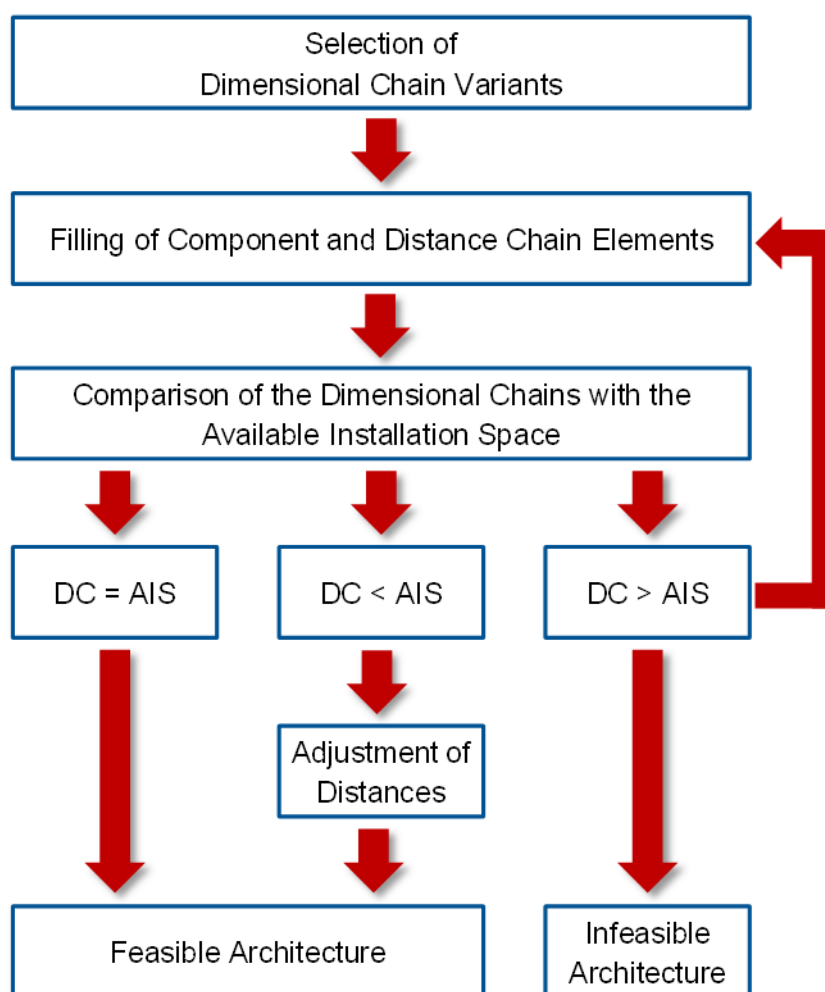 Selection of
Dimensional Chain Variants
Filling of Component and Distance Chain Elements
Comparison of the Dimensional Chains with the
Available Installation Space
DC = AIS
DC < AIS
DC > AIS
Adjustment of
Distances
Feasible Architecture
Infeasible
Architecture